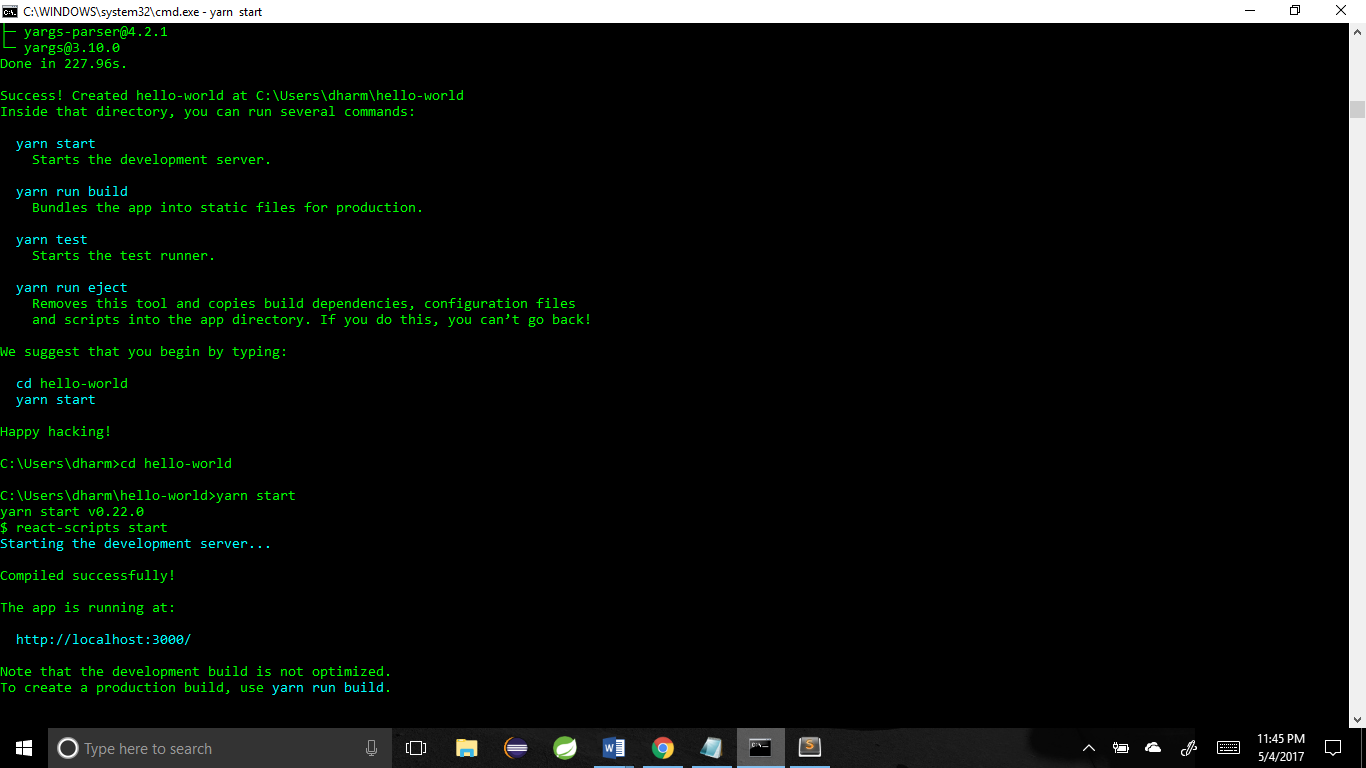 C:\WINDOWS\system32\cmd.exe - yarn  start
├─ yargs-parser@4.2.1
└─ yargs@3.10.0
Done in 227.96s.
Success! Created hello-world at C:\Users\dharm\hello-world
Inside that directory, you can run several commands:
yarn start
Starts the development server.
yarn run build
Bundles the app into static files for production.
yarn test
Starts the test runner.
yarn run eject
Removes this tool and copies build dependencies, configuration files
and scripts into the app directory. If you do this, you can’t go back!
We suggest that you begin by typing:
cd hello-world
yarn start
Happy hacking!
C:\Users\dharm>cd hello-world
C:\Users\dharm\hello-world>yarn start
yarn start v0.22.0
$ react-scripts start
Starting the development server...
Compiled successfully!
The app is running at:
http://localhost:3000/
Note that the development build is not optimized.
To create a production build, use yarn run build.
Type here to search
11:45 PM
5/4/2017